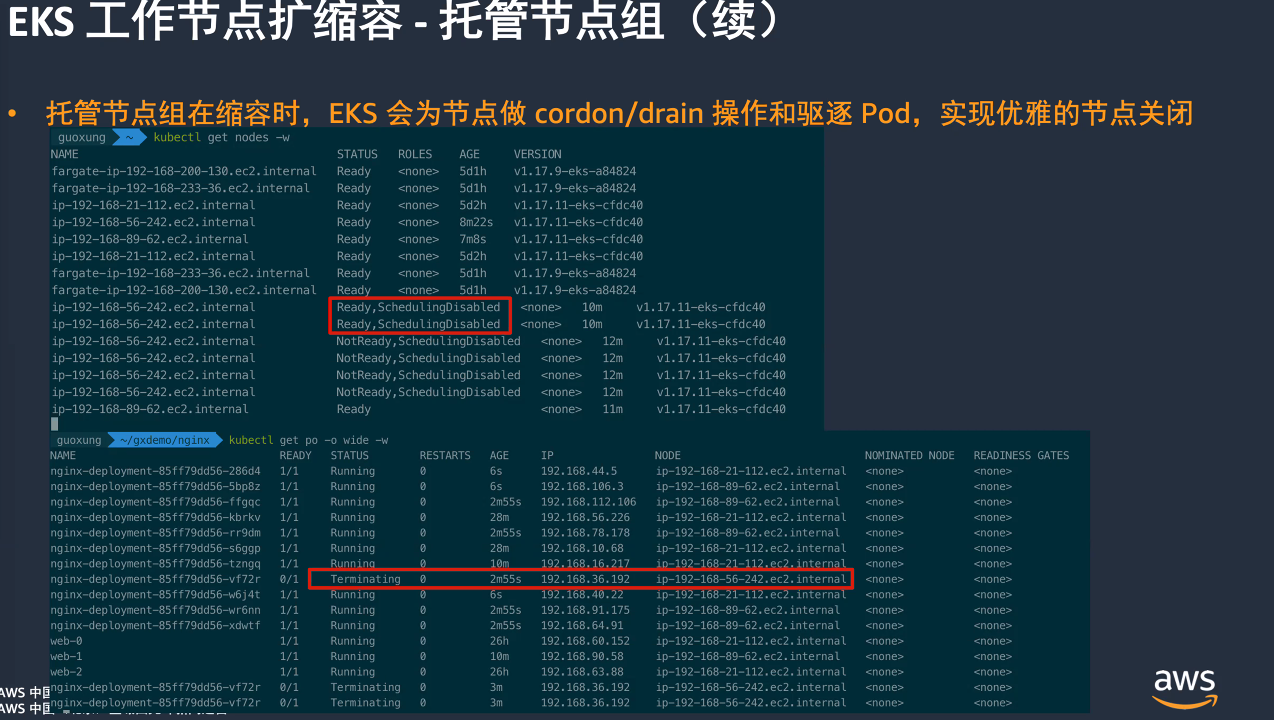 EKS 工作节点扩缩容 - 托管节点组（续）
• 托管节点组在缩容时，EKS 会为节点做 cordon/drain 操作和驱逐 Pod，实现优雅的节点关闭
guoxung ~ kubectl get nodes -w
NAME STATUS ROLES AGE VERSION
fargate-ip-192-168-200-130.ec2.internal Ready <none> 5d1h v1.17.9-eks-a84824
fargate-ip-192-168-233-36.ec2.internal Ready <none> 5d1h v1.17.9-eks-a84824
ip-192-168-21-112.ec2.internal Ready <none> 5d2h v1.17.11-eks-cfdc40
ip-192-168-56-242.ec2.internal Ready <none> 8m22s v1.17.11-eks-cfdc40
ip-192-168-89-62.ec2.internal Ready <none> 7m8s v1.17.11-eks-cfdc40
ip-192-168-21-112.ec2.internal Ready <none> 5d2h v1.17.11-eks-cfdc40
fargate-ip-192-168-233-36.ec2.internal Ready <none> 5d1h v1.17.9-eks-a84824
fargate-ip-192-168-200-130.ec2.internal Ready <none> 5d1h v1.17.9-eks-a84824
ip-192-168-56-242.ec2.internal Ready,SchedulingDisabled <none> 10m v1.17.11-eks-cfdc40
ip-192-168-56-242.ec2.internal Ready,SchedulingDisabled <none> 10m v1.17.11-eks-cfdc40
ip-192-168-56-242.ec2.internal NotReady,SchedulingDisabled <none> 12m v1.17.11-eks-cfdc40
ip-192-168-56-242.ec2.internal NotReady,SchedulingDisabled <none> 12m v1.17.11-eks-cfdc40
ip-192-168-56-242.ec2.internal NotReady,SchedulingDisabled <none> 12m v1.17.11-eks-cfdc40
ip-192-168-56-242.ec2.internal NotReady,SchedulingDisabled <none> 12m v1.17.11-eks-cfdc40
ip-192-168-89-62.ec2.internal Ready <none> 11m v1.17.11-eks-cfdc40
guoxung ~/gxdemo/nginx kubectl get po -o wide -w
NAME READY STATUS RESTARTS AGE IP NODE NOMINATED NODE READINESS GATES
nginx-deployment-85ff79dd56-286d4 1/1 Running 0 6s 192.168.44.5 ip-192-168-21-112.ec2.internal <none> <none>
nginx-deployment-85ff79dd56-5bp8z 1/1 Running 0 6s 192.168.106.3 ip-192-168-89-62.ec2.internal <none> <none>
nginx-deployment-85ff79dd56-ffgqc 1/1 Running 0 2m55s 192.168.112.106 ip-192-168-89-62.ec2.internal <none> <none>
nginx-deployment-85ff79dd56-kbrkv 1/1 Running 0 28m 192.168.56.226 ip-192-168-21-112.ec2.internal <none> <none>
nginx-deployment-85ff79dd56-rr9dm 1/1 Running 0 2m55s 192.168.78.178 ip-192-168-89-62.ec2.internal <none> <none>
nginx-deployment-85ff79dd56-s6ggp 1/1 Running 0 28m 192.168.10.68 ip-192-168-21-112.ec2.internal <none> <none>
nginx-deployment-85ff79dd56-tzngq 1/1 Running 0 10m 192.168.16.217 ip-192-168-21-112.ec2.internal <none> <none>
nginx-deployment-85ff79dd56-vf72r 0/1 Terminating 0 2m55s 192.168.36.192 ip-192-168-56-242.ec2.internal <none> <none>
nginx-deployment-85ff79dd56-w6j4t 1/1 Running 0 6s 192.168.40.22 ip-192-168-21-112.ec2.internal <none> <none>
nginx-deployment-85ff79dd56-wr6nn 1/1 Running 0 2m55s 192.168.91.175 ip-192-168-89-62.ec2.internal <none> <none>
nginx-deployment-85ff79dd56-xdwtf 1/1 Running 0 2m55s 192.168.64.91 ip-192-168-89-62.ec2.internal <none> <none>
web-0 1/1 Running 0 26h 192.168.60.152 ip-192-168-21-112.ec2.internal <none> <none>
web-1 1/1 Running 0 10m 192.168.90.58 ip-192-168-89-62.ec2.internal <none> <none>
web-2 1/1 Running 0 26h 192.168.63.88 ip-192-168-21-112.ec2.internal <none> <none>
nginx-deployment-85ff79dd56-vf72r 0/1 Terminating 0 3m 192.168.36.192 ip-192-168-56-242.ec2.internal <none> <none>
nginx-deployment-85ff79dd56-vf72r 0/1 Terminating 0 3m 192.168.36.192 ip-192-168-56-242.ec2.internal <none> <none>
AWS 中国
AWS 中国
aws